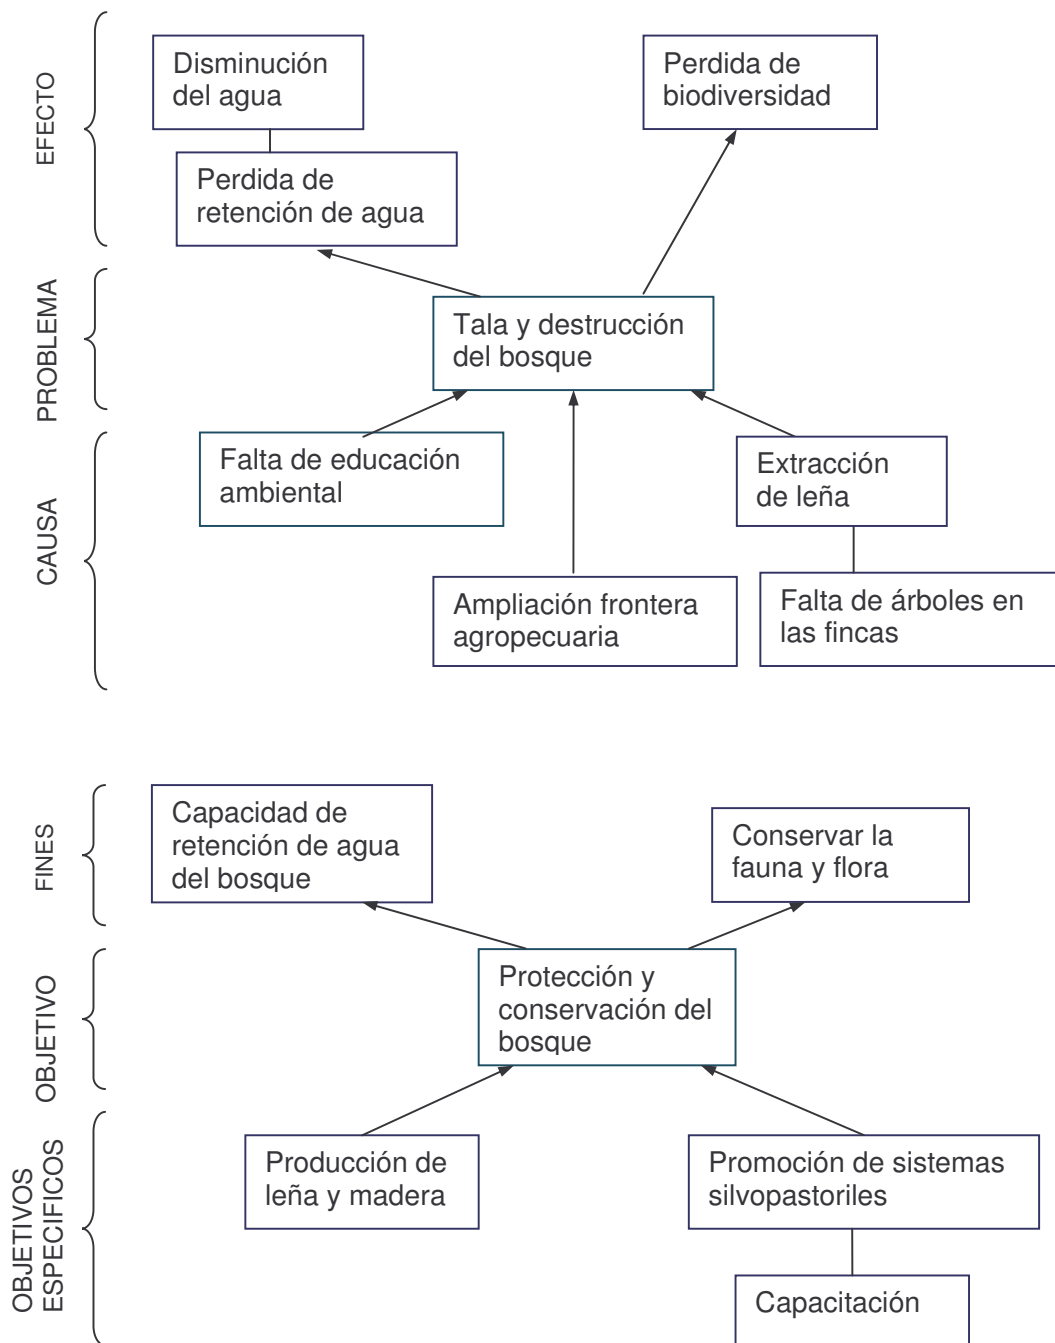 EFECTO
Disminución
del agua
Perdida de
biodiversidad
Perdida de
retención de agua
PROBLEMA
Tala y destrucción
del bosque
CAUSA
Falta de educación
ambiental
Extracción
de leña
Ampliación frontera
agropecuaria
Falta de árboles en
las fincas
FINES
Capacidad de
retención de agua
del bosque
Conservar la
fauna y flora
OBJETIVO
Protección y
conservación del
bosque
OBJETIVOS
ESPECIFICOS
Producción de
leña y madera
Promoción de sistemas
silvopastoriles
Capacitación